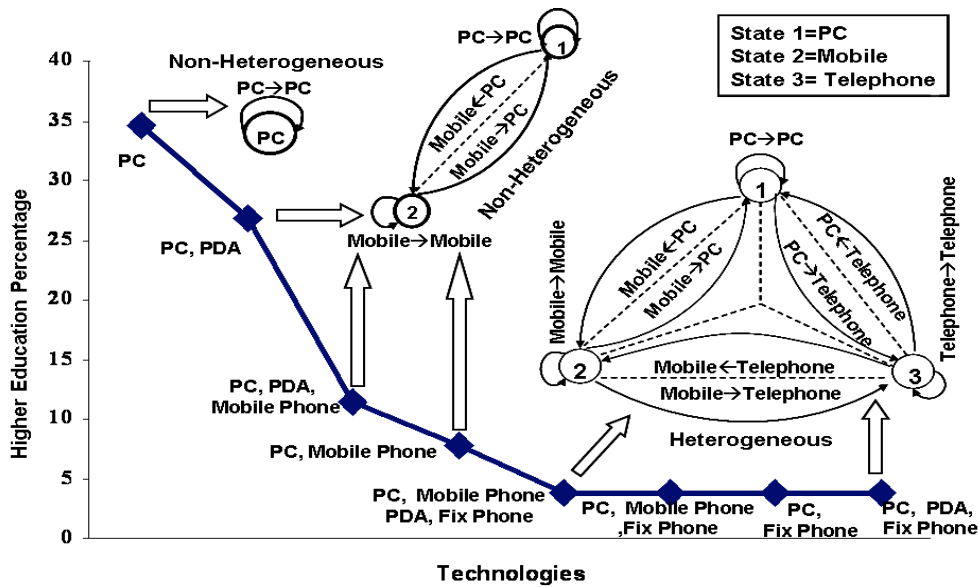 State 1=PC
State 2=Mobile
State 3= Telephone
Higher Education Percentage
40
35
30
25
20
15
10
5
0
Non-Heterogeneous
PC→PC
PC
PC→PC
1
Mobile←PC
Mobile→PC
2
Mobile→Mobile
Non-Heterogeneous
PC→PC
1
Mobile←PC
Mobile→PC
PC←Telephone
PC→Telephone
Mobile→Mobile
Telephone→Telephone
2
3
Mobile←Telephone
Mobile→Telephone
Heterogeneous
PC
PC, PDA
PC, PDA,
Mobile Phone
PC, Mobile Phone
PC, Mobile Phone
PDA, Fix Phone
PC, Mobile Phone
,Fix Phone
PC,
Fix Phone
PC, PDA,
Fix Phone
Technologies